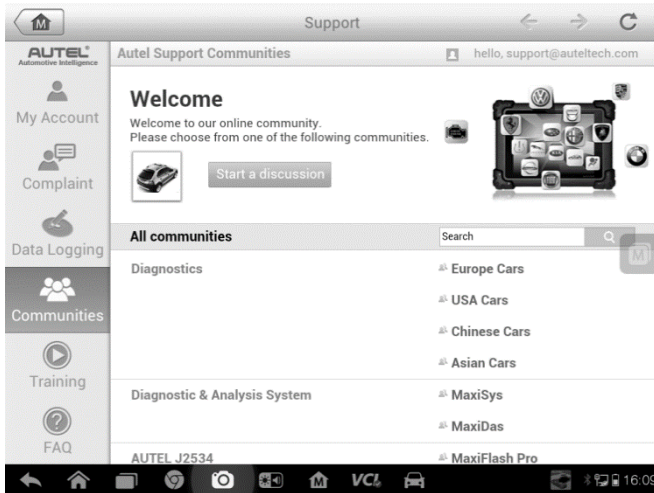 Support
AUTEL®
Automotive Intelligence
Autel Support Communities
hello, support@auteltech.com
My Account
Complaint
Data Logging
Communities
Training
FAQ
Welcome
Welcome to our online community.
Please choose from one of the following communities.
Start a discussion
All communities
Search
Diagnostics
Europe Cars
USA Cars
Chinese Cars
Asian Cars
Diagnostic & Analysis System
MaxiSys
MaxiDas
AUTEL J2534
MaxiFlash Pro
VCI
16:09